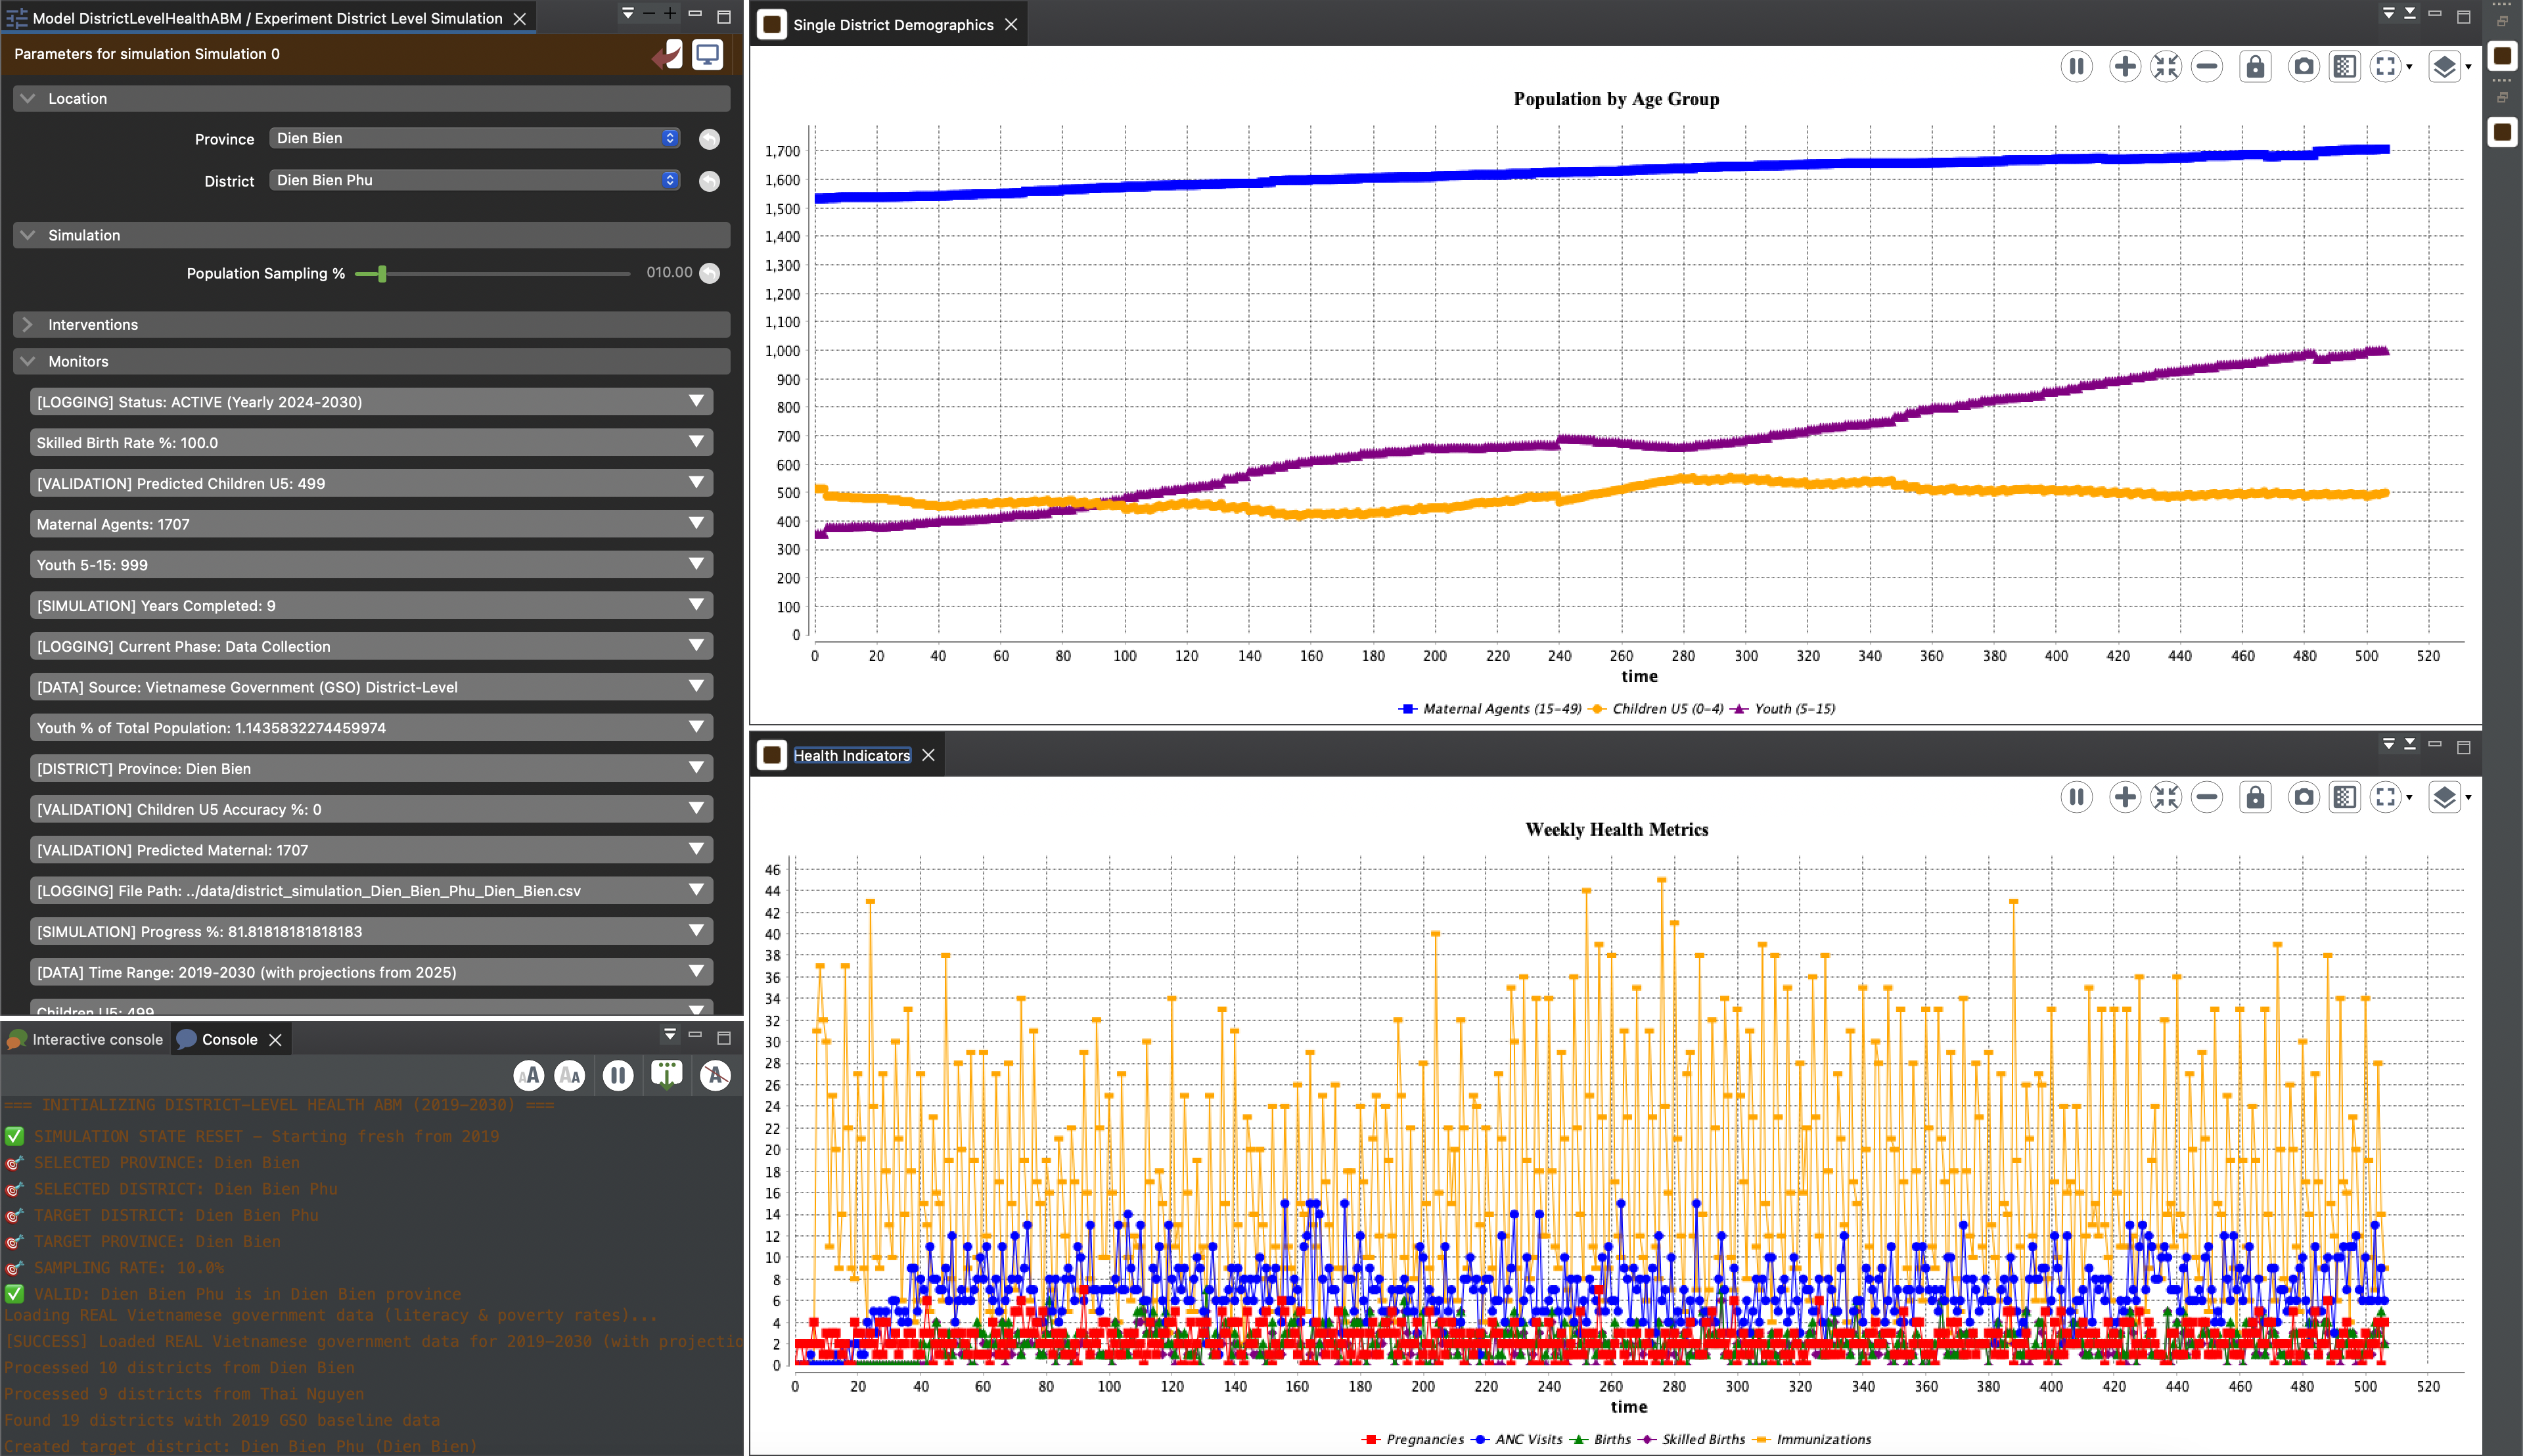 Model DistrictLevelHealthABM / Experiment District Level Simulation
Parameters for simulation Simulation 0
Location
Province Dien Bien
District Dien Bien Phu
Simulation
Population Sampling % 010.00
Interventions
Monitors
[LOGGING] Status: ACTIVE (Yearly 2024-2030)
Skilled Birth Rate %: 100.0
[VALIDATION] Predicted Children U5: 499
Maternal Agents: 1707
Youth 5-15: 999
[SIMULATION] Years Completed: 9
[LOGGING] Current Phase: Data Collection
[DATA] Source: Vietnamese Government (GSO) District-Level
Youth % of Total Population: 1.1435832274459974
[DISTRICT] Province: Dien Bien
[VALIDATION] Children U5 Accuracy %: 0
[VALIDATION] Predicted Maternal: 1707
[LOGGING] File Path: ../data/district_simulation_Dien_Bien_Phu_Dien_Bien.csv
[SIMULATION] Progress %: 81.81818181818183
[DATA] Time Range: 2019-2030 (with projections from 2025)
Children U5: 499
Interactive console Console
=== INITIALIZING DISTRICT-LEVEL HEALTH ABM (2019-2030) ===
✅ SIMULATION STATE RESET - Starting fresh from 2019
🎯 SELECTED PROVINCE: Dien Bien
🎯 SELECTED DISTRICT: Dien Bien Phu
🎯 TARGET DISTRICT: Dien Bien Phu
🎯 TARGET PROVINCE: Dien Bien
🎯 SAMPLING RATE: 10.0%
✅ VALID: Dien Bien Phu is in Dien Bien province
Loading REAL Vietnamese government data (literacy & poverty rates)...
[SUCCESS] Loaded REAL Vietnamese government data for 2019-2030 (with projectio
Processed 10 districts from Dien Bien
Processed 9 districts from Thai Nguyen
Found 19 districts with 2019 GSO baseline data
Created target district: Dien Bien Phu (Dien Bien)
Single District Demographics
Population by Age Group
1,700
1,600
1,500
1,400
1,300
1,200
1,100
1,000
900
800
700
600
500
400
300
200
100
0
0 20 40 60 80 100 120 140 160 180 200 220 240 260 280 300 320 340 360 380 400 420 440 460 480 500 520
time
Maternal Agents (15-49) Children U5 (0-4) Youth (5-15)
Health Indicators
Weekly Health Metrics
46
44
42
40
38
36
34
32
30
28
26
24
22
20
18
16
14
12
10
8
6
4
2
0
0 20 40 60 80 100 120 140 160 180 200 220 240 260 280 300 320 340 360 380 400 420 440 460 480 500 520
time
Pregnancies ANC Visits Births Skilled Births Immunizations